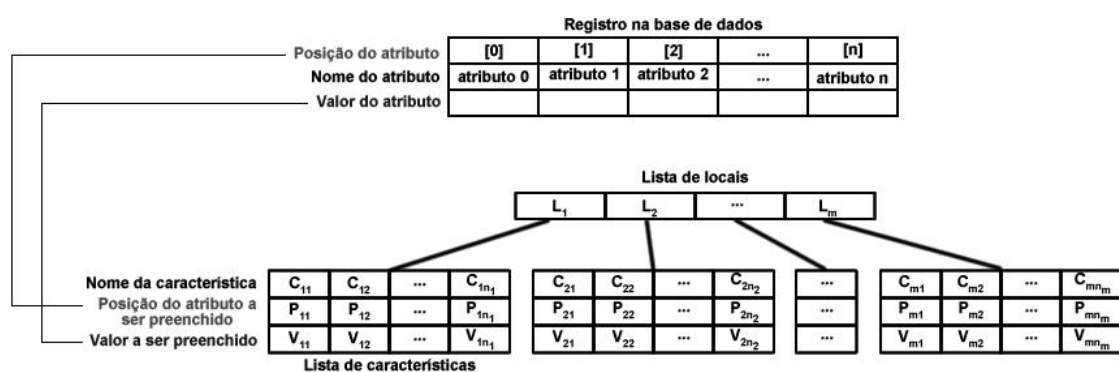 Registro na base de dados
Posição do atributo [0] [1] [2] ... [n]
Nome do atributo atributo 0 atributo 1 atributo 2 ... atributo n
Valor do atributo
Lista de locais
L1 L2 ... Lm
Nome da característica C11 C12 ... C1n1 C21 C22 ... C2n2 ... Cm1 Cm2 ... Cmnm
Posição do atributo a
ser preenchido P11 P12 ... P1n1 P21 P22 ... P2n2 ... Pm1 Pm2 ... Pmnm
Valor a ser preenchido V11 V12 ... V1n1 V21 V22 ... V2n2 ... Vm1 Vm2 ... Vmnm
Lista de características